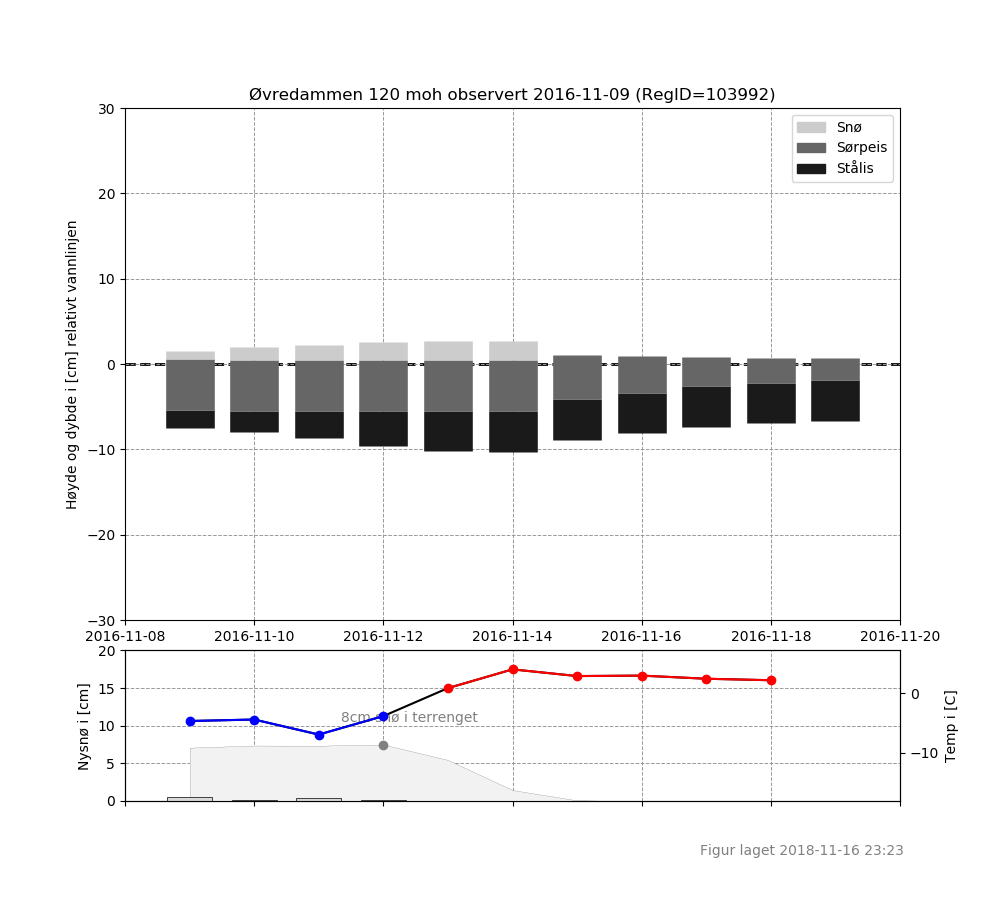 Øvredammen 120 moh observert 2016-11-09 (RegID=103992)
Snø
Sørpeis
Stålis
30
20
10
0
−10
−20
−30
Høyde og dybde i [cm] relativt vannlinjen
2016-11-08
2016-11-10
2016-11-12
2016-11-14
2016-11-16
2016-11-18
2016-11-20
20
15
10
5
0
Nysnø i [cm]
8cm snø i terrenget
0
−10
Temp i [C]
Figur laget 2018-11-16 23:23